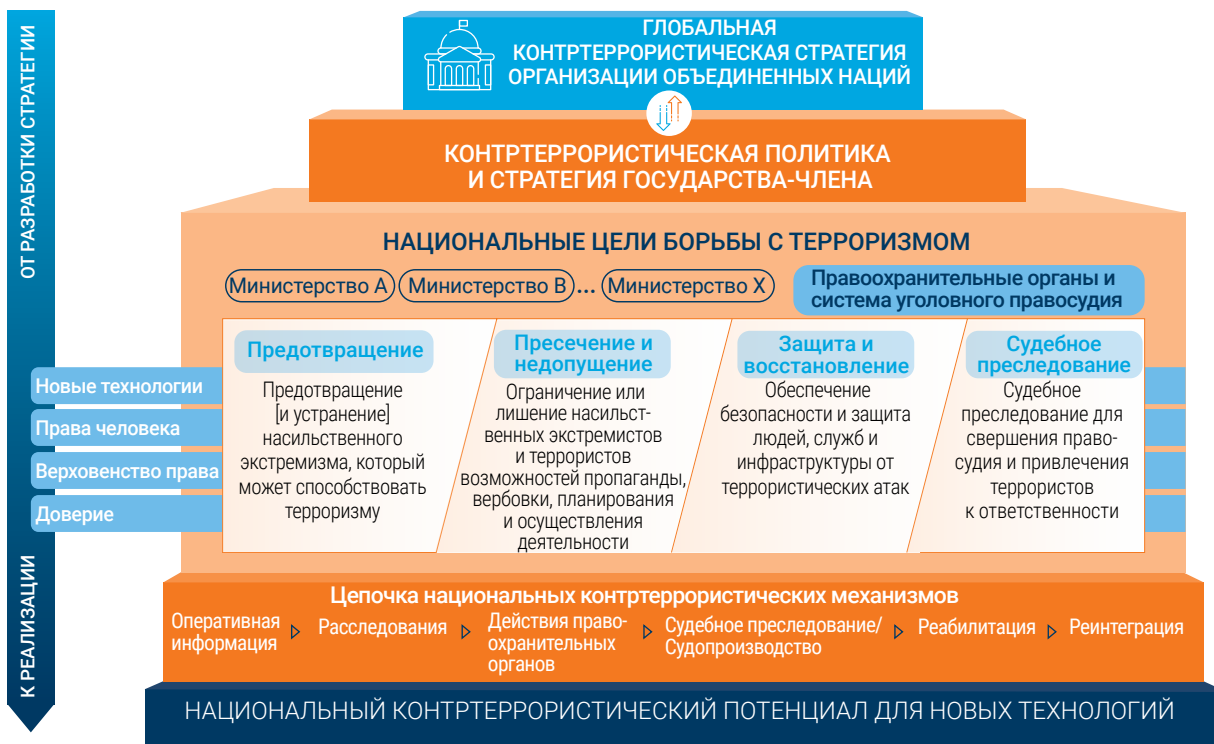 ОТ РАЗРАБОТКИ СТРАТЕГИИ
К РЕАЛИЗАЦИИ
ГЛОБАЛЬНАЯ
КОНТРТЕРРОРИСТИЧЕСКАЯ СТРАТЕГИЯ
ОРГАНИЗАЦИИ ОБЪЕДИНЕННЫХ НАЦИЙ
КОНТРТЕРРОРИСТИЧЕСКАЯ ПОЛИТИКА
И СТРАТЕГИЯ ГОСУДАРСТВА-ЧЛЕНА
НАЦИОНАЛЬНЫЕ ЦЕЛИ БОРЬБЫ С ТЕРРОРИЗМОМ
Министерство A
Министерство B
...
Министерство X
Правоохранительные органы и
система уголовного правосудия
Новые технологии
Права человека
Верховенство права
Доверие
Предотвращение
Предотвращение
[и устранение]
насильственного
экстремизма, который
может способствовать
терроризму
Пресечение и
недопущение
Ограничение или
лишение насильст-
венных экстремистов
и террористов
возможностей пропаганды,
вербовки, планирования
и осуществления
деятельности
Защита и
восстановление
Обеспечение
безопасности и защита
людей, служб и
инфраструктуры от
террористических атак
Судебное
преследование
Судебное
преследование для
свершения право-
судия и привлечения
террористов
к ответственности
Цепочка национальных контртеррористических механизмов
Оперативная
информация
Расследования
Действия право-
охранительных
органов
Судебное преследование/
Судопроизводство
Реабилитация
Реинтеграция
НАЦИОНАЛЬНЫЙ КОНТРТЕРРОРИСТИЧЕСКИЙ ПОТЕНЦИАЛ ДЛЯ НОВЫХ ТЕХНОЛОГИЙ